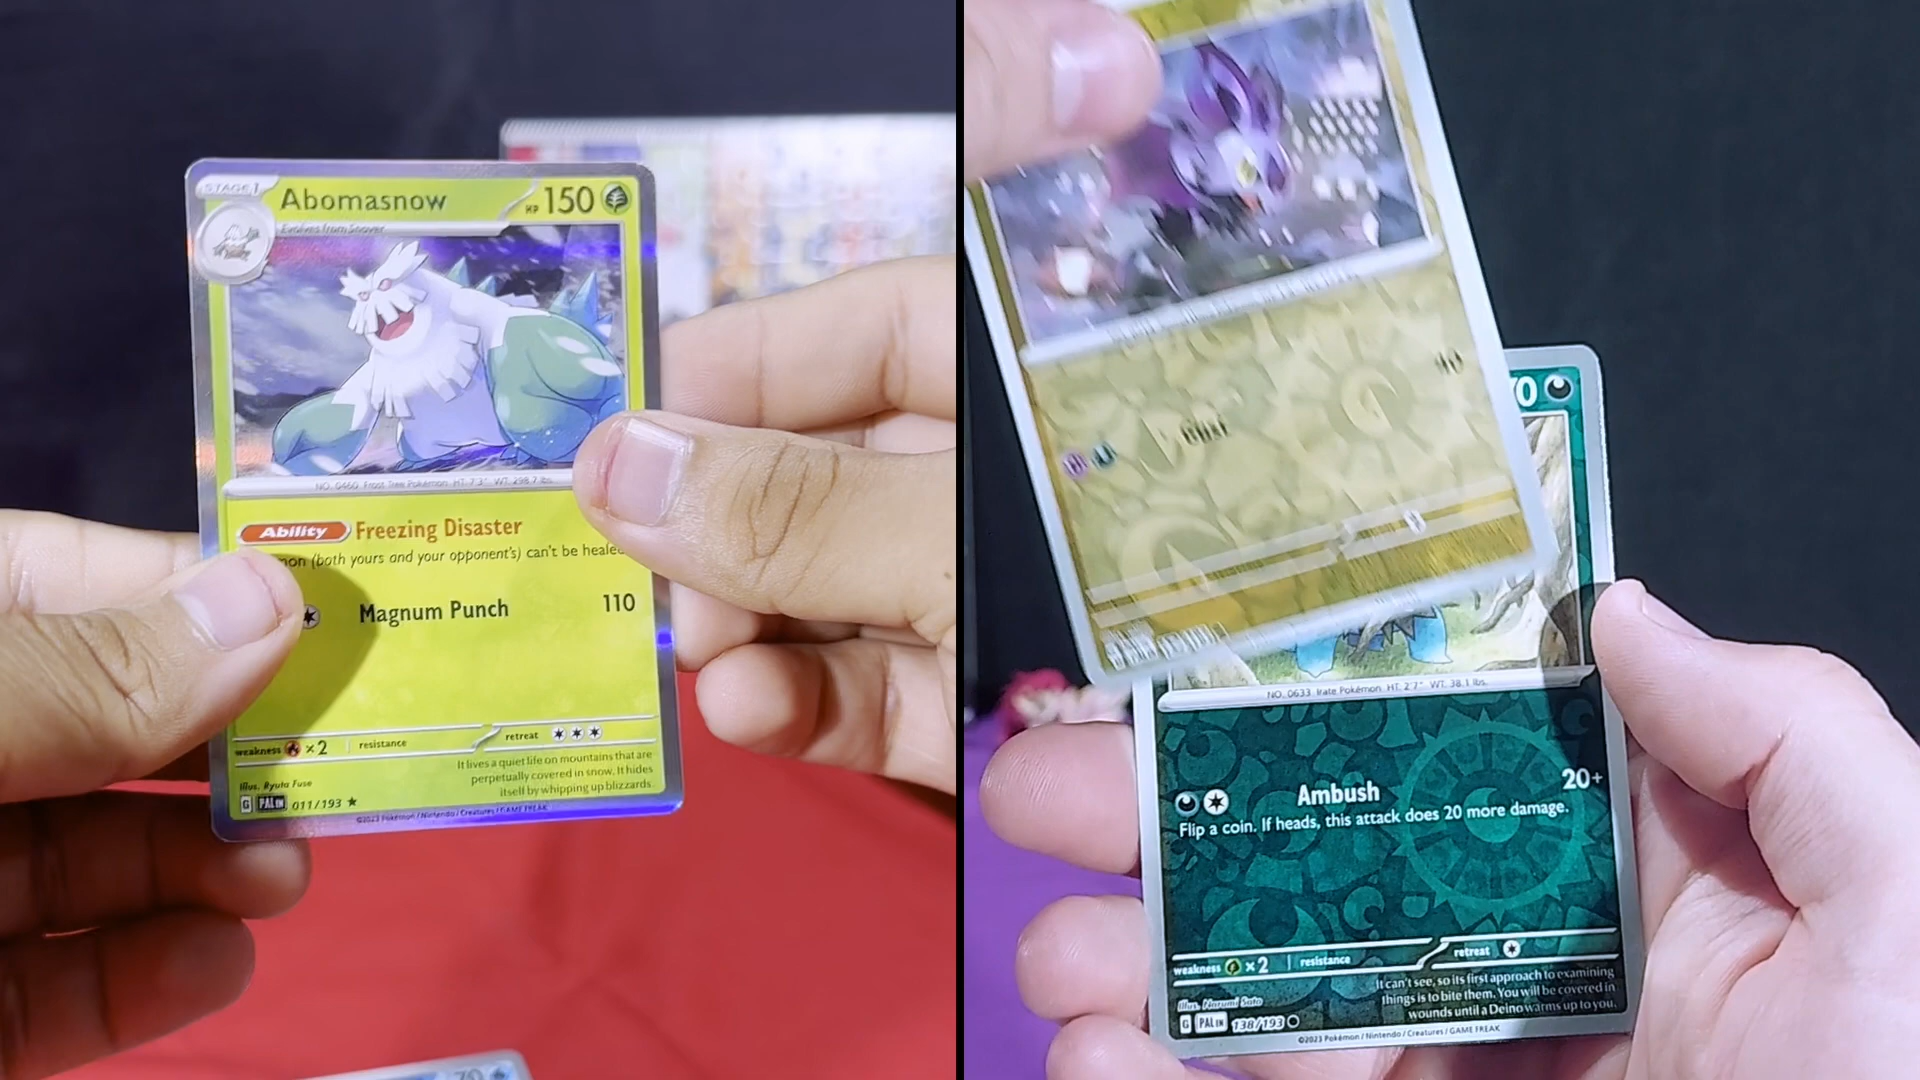 STAGE 1
Abomasnow
HP 150
Evolves from Snover
NO. 0460 Frost Tree Pokémon HT: 7'3" WT: 298.7 lbs.
Ability Freezing Disaster
(both yours and your opponent's) can't be
Magnum Punch 110
weakness ×2 resistance retreat
It lives a quiet life on mountains that are
perpetually covered in snow. It hides
itself by whipping up blizzards.
Illus. Ryuta Fuse
G PAL EN 011/193
©2023 Pokémon / Nintendo / Creatures / GAME FREAK
70
NO. 0633 Irate Pokémon HT: 2'7" WT: 38.1 lbs.
Ambush 20+
Flip a coin. If heads, this attack does 20 more damage.
weakness ×2 resistance retreat
It can't see, so its first approach to examining
things is to bite them. You will be covered in
wounds until a Deino warms up to you.
Illus. Narumi Sato
G PAL EN 138/193
©2023 Pokémon / Nintendo / Creatures / GAME FREAK